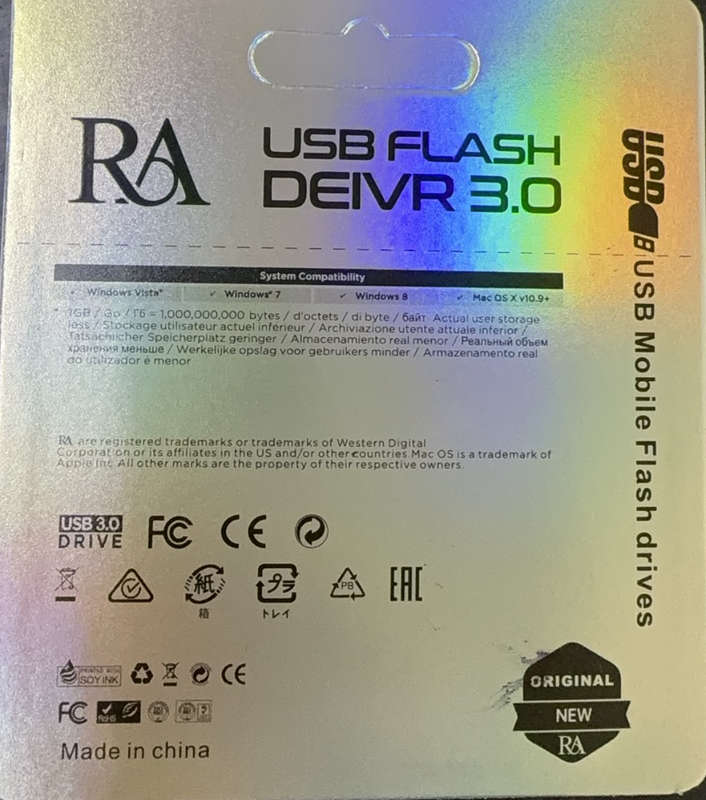 RA
USB FLASH
DEIVR 3.0
USB
USB Mobile Flash drives
System Compatibility
✓ Windows Vista® ✓ Windows® 7 ✓ Windows 8 ✓ Mac OS X v10.9+
* 1GB / Go / Гб = 1,000,000,000 bytes / d'octets / di byte / байт. Actual user storage
less / Stockage utilisateur actuel inferieur / Archiviazione utente attuale inferior /
Tatsachlicher Speicherplatz geringer / Almacenamiento real menor / Реальный объем
хранения меньше / Werkelijke opslag voor gebruikers minder / Armazenamento real
do utilizador é menor
RA are registered trademarks or trademarks of Western Digital
Corporation or its affiliates in the US and/or other countries Mac OS is a trademark of
Apple Inc. All other marks are the property of their respective owners.
USB 3.0
DRIVE
FC CE
紙
箱
プラ
トレイ
PB
EAC
PRINTED WITH
SOY INK
CE
FC
RoHS
Made in china
ORIGINAL
NEW
RA